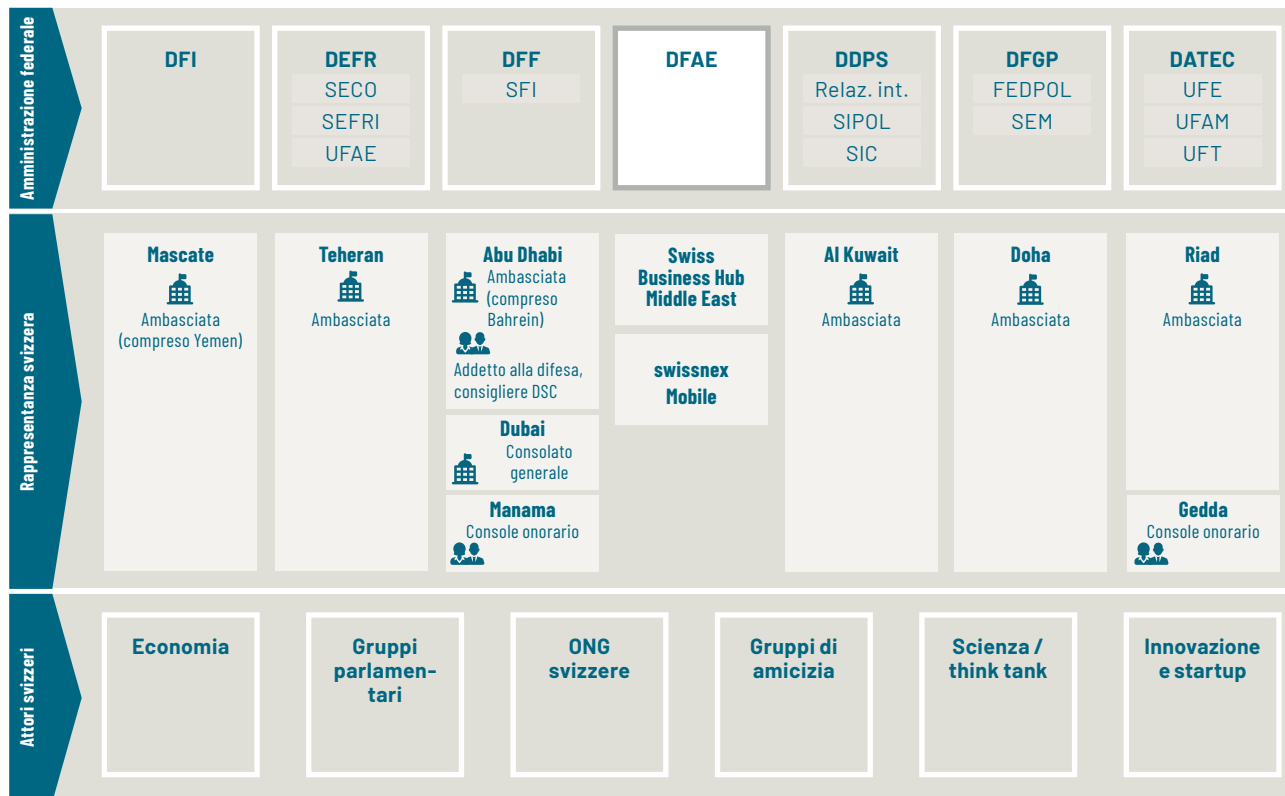 Amministrazione federale
DFI
DEFR
SECO
SEFRI
UFAE
DFF
SFI
DFAE
DDPS
Relaz. int.
SIPOL
SIC
DFGP
FEDPOL
SEM
DATEC
UFE
UFAM
UFT
Rappresentanza svizzera
Mascate
Ambasciata
(compreso Yemen)
Teheran
Ambasciata
Abu Dhabi
Ambasciata
(compreso
Bahrein)
Addetto alla difesa,
consigliere DSC
Dubai
Consolato
generale
Manama
Console onorario
Swiss
Business Hub
Middle East
swissnex
Mobile
Al Kuwait
Ambasciata
Doha
Ambasciata
Riad
Ambasciata
Gedda
Console onorario
Attori svizzeri
Economia
Gruppi
parlamen-
tari
ONG
svizzere
Gruppi di
amicizia
Scienza /
think tank
Innovazione
e startup